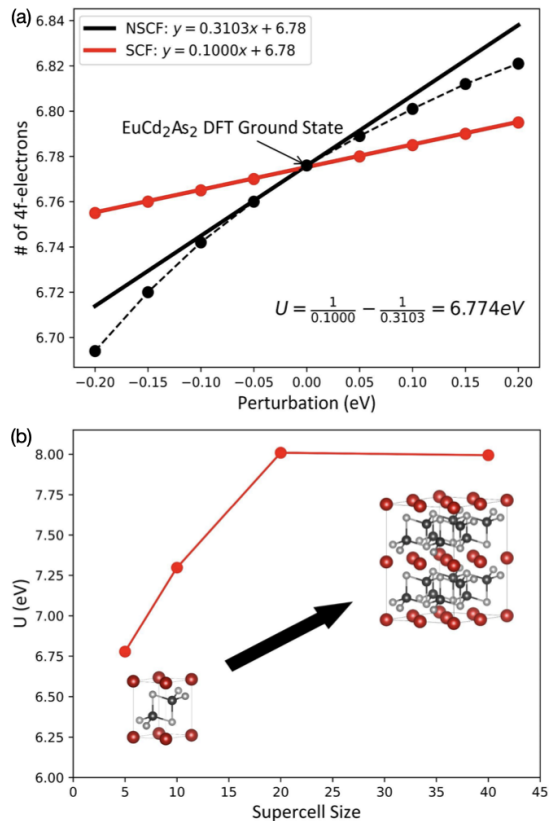 (a)
NSCF: y = 0.3103x + 6.78
SCF: y = 0.1000x + 6.78
6.84
6.82
6.80
6.78
6.76
6.74
6.72
6.70
# of 4f-electrons
EuCd₂As₂ DFT Ground State
U = 1/0.1000 − 1/0.3103 = 6.774eV
−0.20 −0.15 −0.10 −0.05 0.00 0.05 0.10 0.15 0.20
Perturbation (eV)
(b)
8.00
7.75
7.50
7.25
7.00
6.75
6.50
6.25
6.00
U (eV)
0 5 10 15 20 25 30 35 40 45
Supercell Size